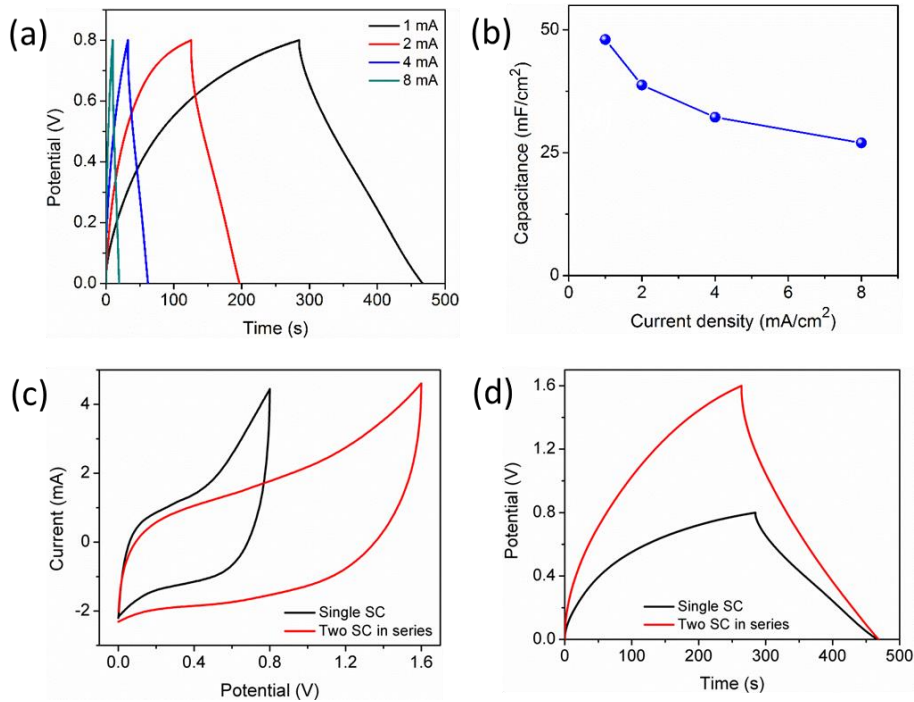 (a)
1 mA
2 mA
4 mA
8 mA
0.8
0.6
0.4
0.2
0.0
Potential (V)
0 100 200 300 400 500
Time (s)
(b)
50
25
0
Capacitance (mF/cm²)
0 2 4 6 8
Current density (mA/cm²)
(c)
4
2
0
-2
Current (mA)
Single SC
Two SC in series
0.0 0.4 0.8 1.2 1.6
Potential (V)
(d)
1.6
1.2
0.8
0.4
0.0
Potential (V)
Single SC
Two SC in series
0 100 200 300 400 500
Time (s)